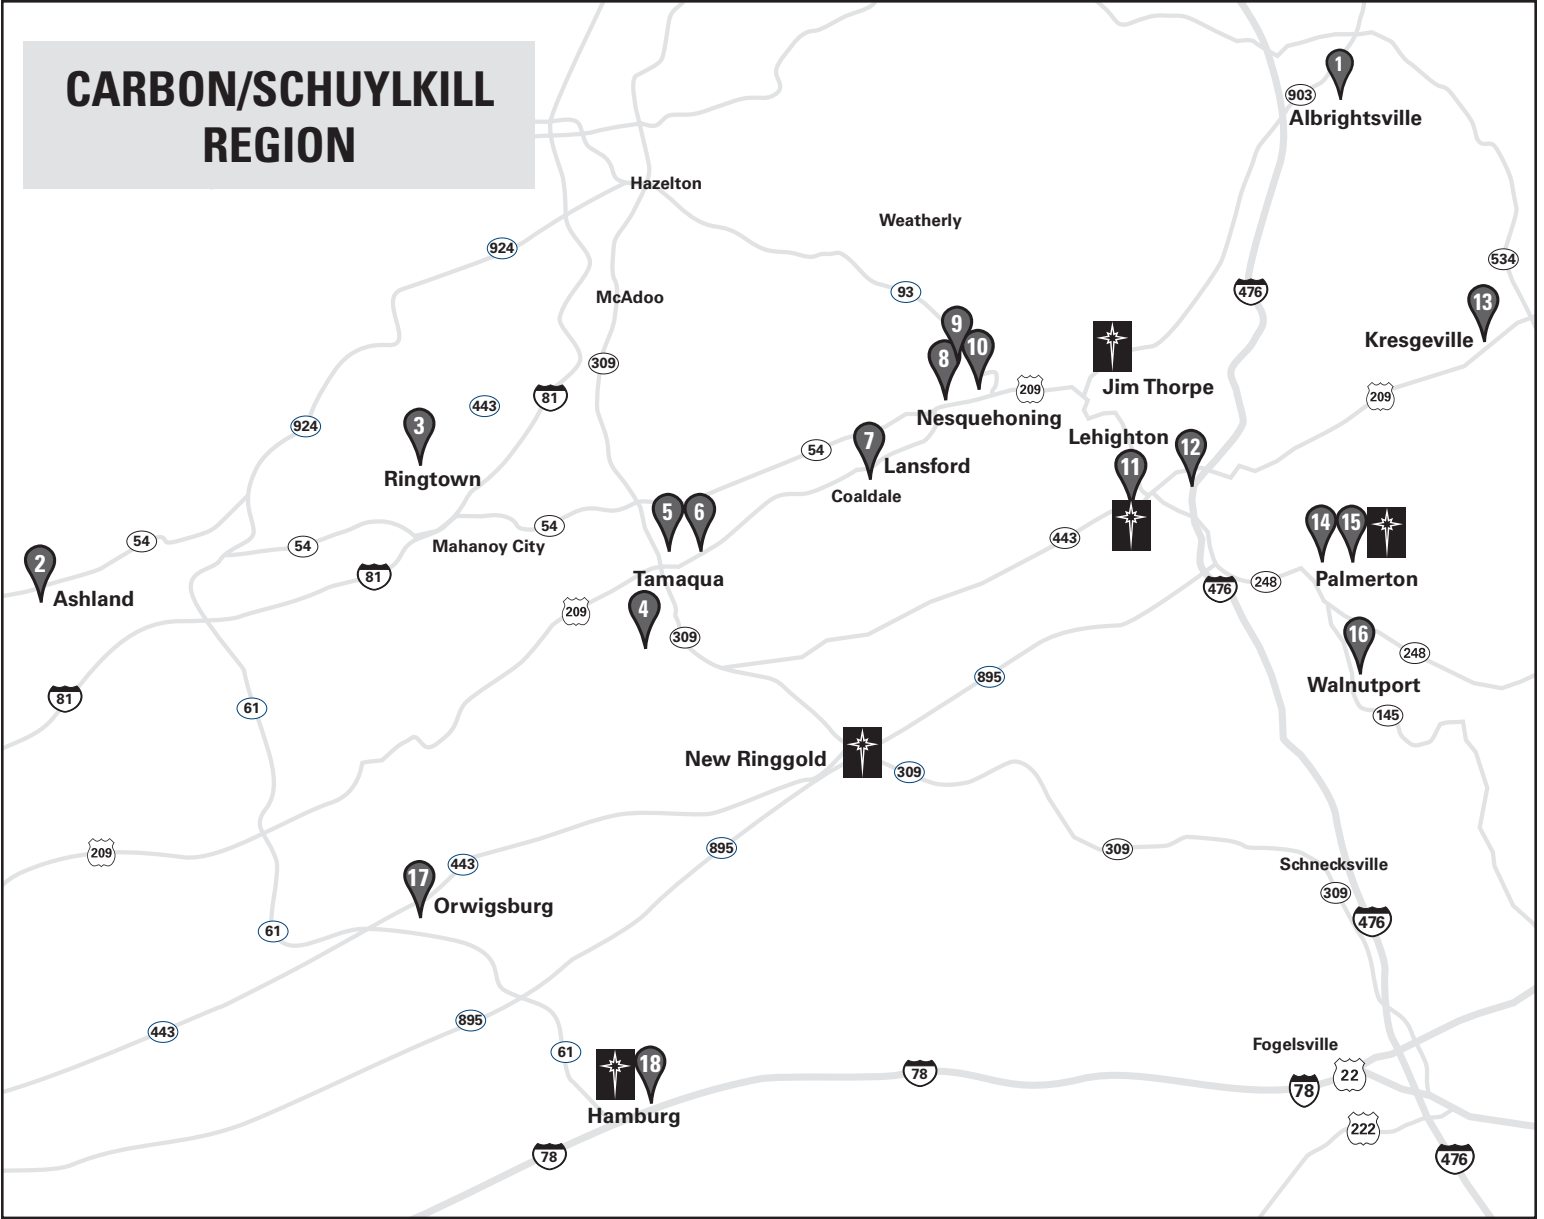 CARBON/SCHUYLKILL
REGION
1
903
Albrightsville
Hazelton
Weatherly
924
534
93
476
McAdoo
13
9
Kresgeville
10
8
309
209
Jim Thorpe
209
81
443
Nesquehoning
924
3
Lehighton
12
7
54
11
Lansford
Ringtown
Coaldale
5
6
14
15
54
443
54
54
Mahanoy City
2
81
Tamaqua
Palmerton
248
476
Ashland
4
209
309
16
248
895
Walnutport
81
61
145
New Ringgold
309
895
309
209
Schnecksville
443
17
309
Orwigsburg
476
61
895
443
Fogelsville
61
18
78
22
78
Hamburg
222
78
476